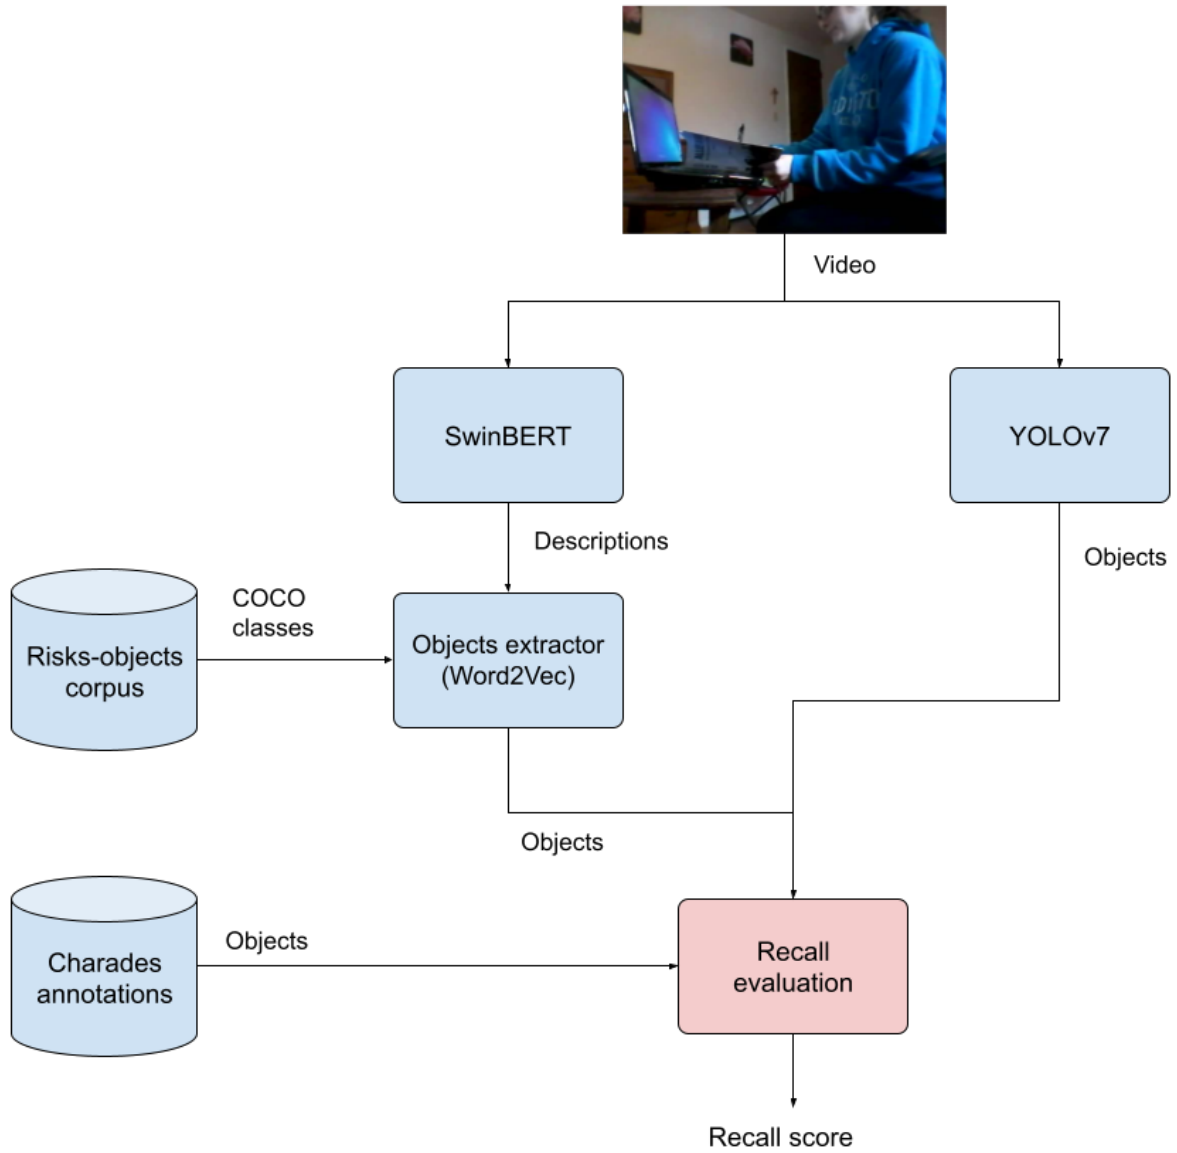 Video
SwinBERT
YOLOv7
Descriptions
Objects
COCO
classes
Risks-objects
corpus
Objects extractor
(Word2Vec)
Objects
Charades
annotations
Objects
Recall
evaluation
Recall score